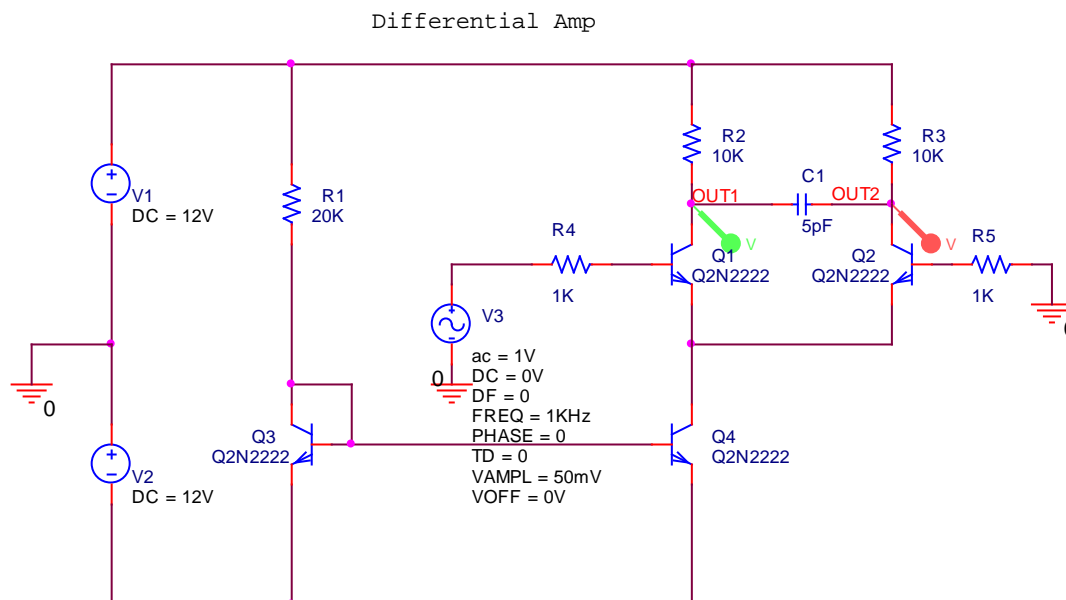 Differential Amp
V1
DC = 12V
R1
20K
R2
10K
R3
10K
C1
5pF
OUT1
OUT2
V
V
R4
1K
Q1
Q2N2222
Q2
Q2N2222
R5
1K
0
V3
ac = 1V
DC = 0V
DF = 0
FREQ = 1KHz
PHASE = 0
TD = 0
VAMPL = 50mV
VOFF = 0V
0
0
Q3
Q2N2222
Q4
Q2N2222
V2
DC = 12V